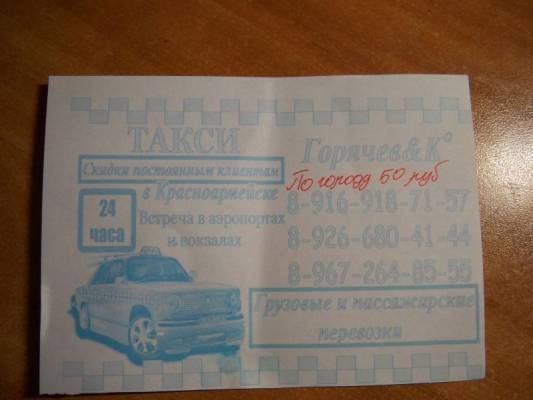 ТАКСИ
Скидки постоянным клиентам
в Красноармейске
24
часа
Встреча в аэропортах
и вокзалах
Горячев&К°
По городу 50 руб
8-916-918-71-57
8-926-680-41-44
8-967-264-85-55
Грузовые и пассажирские
перевозки